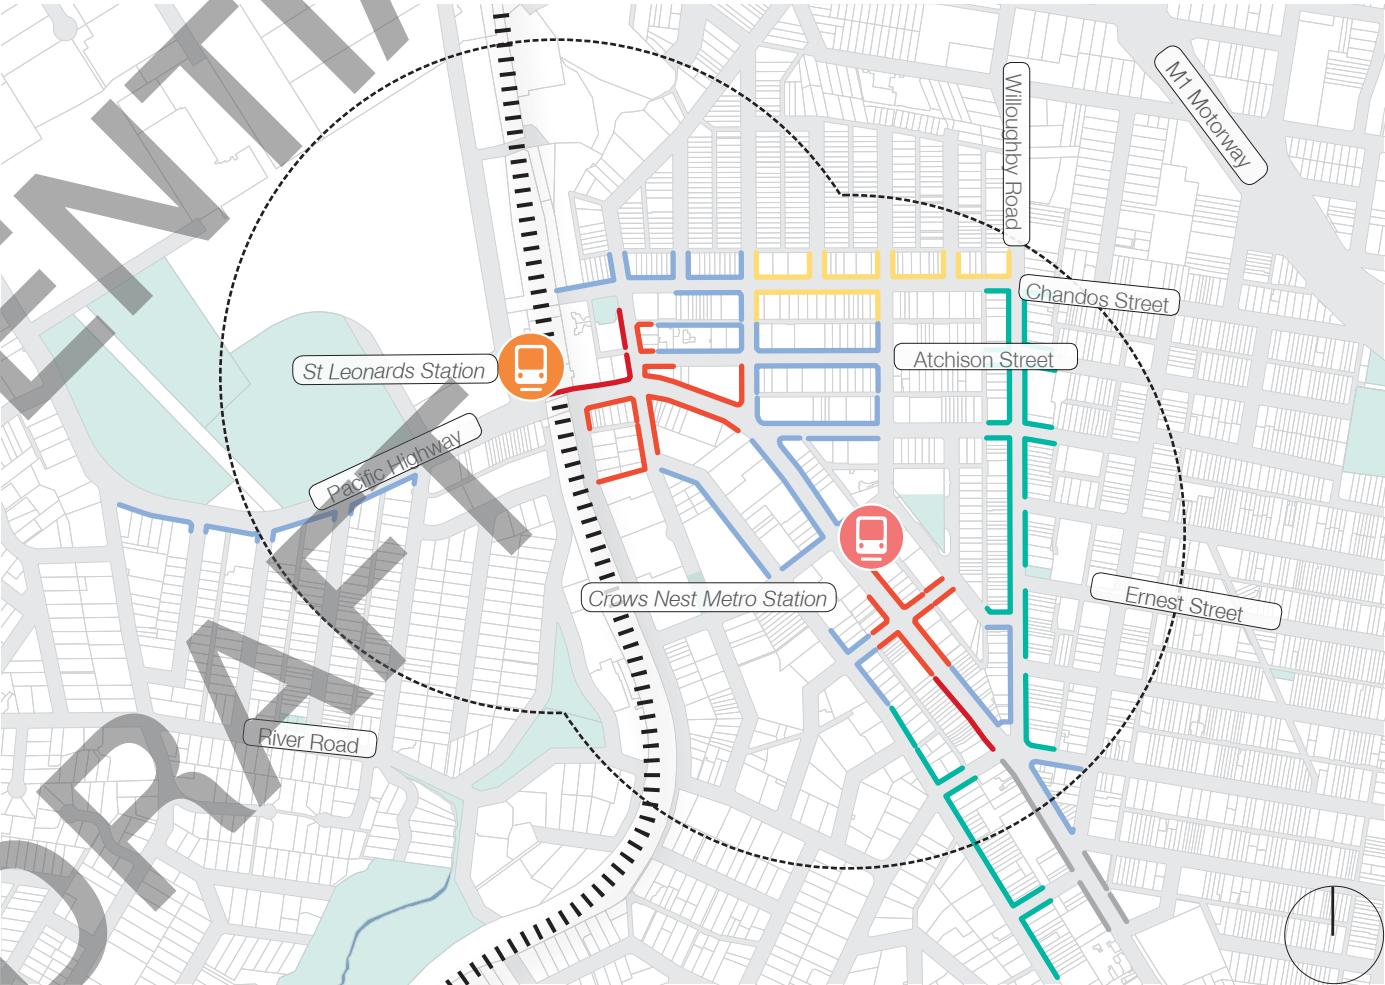 M1 Motorway
Willoughby Road
Chandos Street
Atchison Street
St Leonards Station
Pacific Highway
Crows Nest Metro Station
Ernest Street
River Road
DRAFT
ENTIA